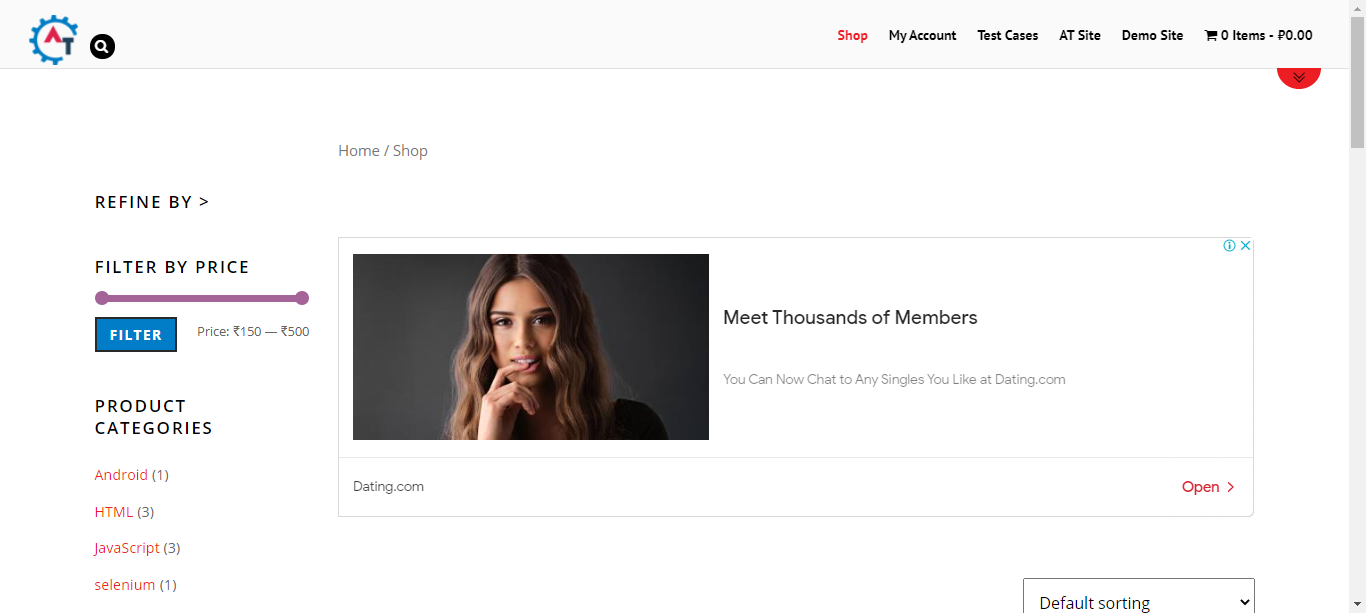 AT
Shop My Account Test Cases AT Site Demo Site 0 Items - ₽0.00
Home / Shop
REFINE BY >
FILTER BY PRICE
FILTER Price: ₹150 — ₹500
PRODUCT
CATEGORIES
Android (1)
HTML (3)
JavaScript (3)
selenium (1)
Meet Thousands of Members
You Can Now Chat to Any Singles You Like at Dating.com
Dating.com
Open >
Default sorting